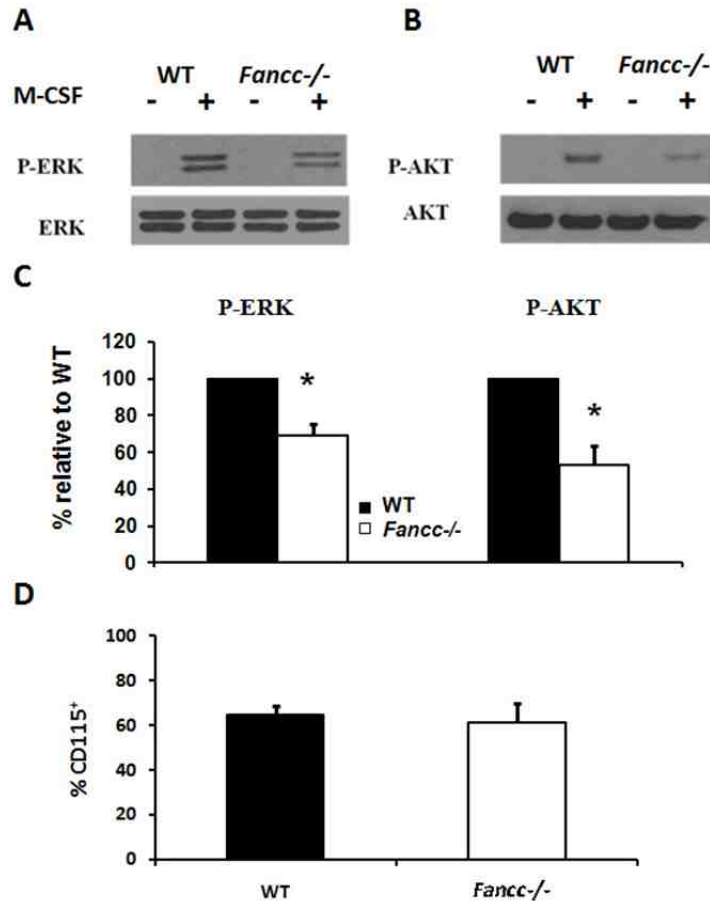 A
WT Fancc-/-
M-CSF - + - +
P-ERK
ERK
B
WT Fancc-/-
- + - +
P-AKT
AKT
C
P-ERK P-AKT
% relative to WT
120
100
80
60
40
20
0
* *
WT
Fancc-/-
D
% CD115+
100
80
60
40
20
0
WT Fancc-/-